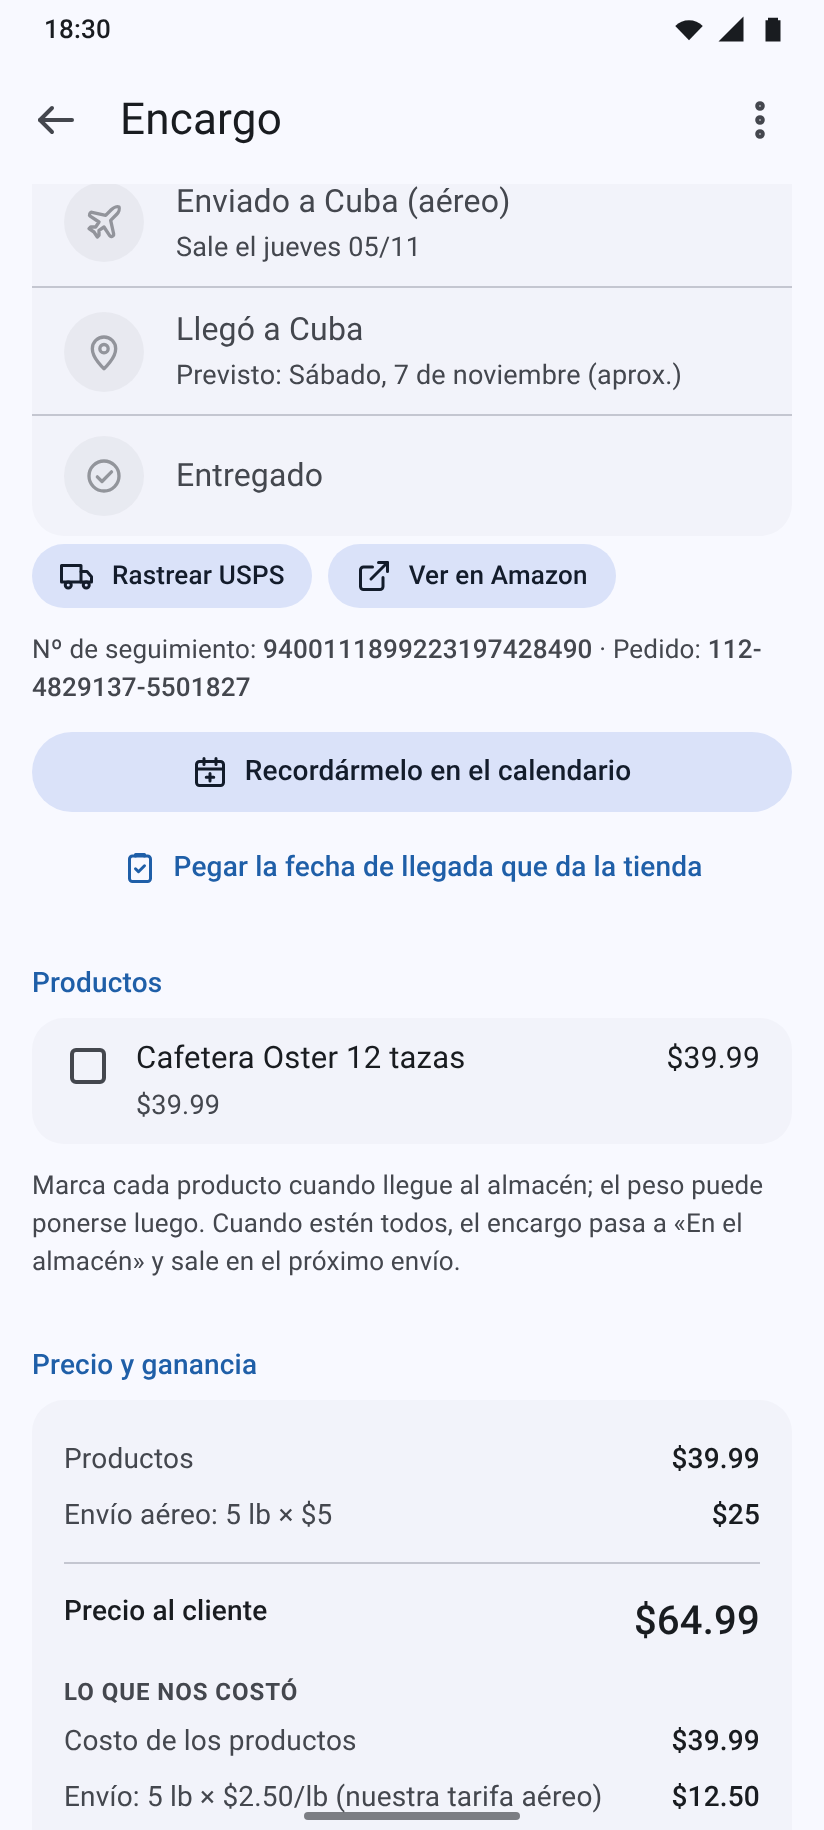 18:30
Encargo
Enviado a Cuba (aéreo)
Sale el jueves 05/11
Llegó a Cuba
Previsto: Sábado, 7 de noviembre (aprox.)
Entregado
Rastrear USPS
Ver en Amazon
Nº de seguimiento: 9400111899223197428490 · Pedido: 112-
4829137-5501827
Recordármelo en el calendario
Pegar la fecha de llegada que da la tienda
Productos
Cafetera Oster 12 tazas $39.99
$39.99
Marca cada producto cuando llegue al almacén; el peso puede
ponerse luego. Cuando estén todos, el encargo pasa a «En el
almacén» y sale en el próximo envío.
Precio y ganancia
Productos $39.99
Envío aéreo: 5 lb × $5 $25
Precio al cliente $64.99
LO QUE NOS COSTÓ
Costo de los productos $39.99
Envío: 5 lb × $2.50/lb (nuestra tarifa aéreo) $12.50